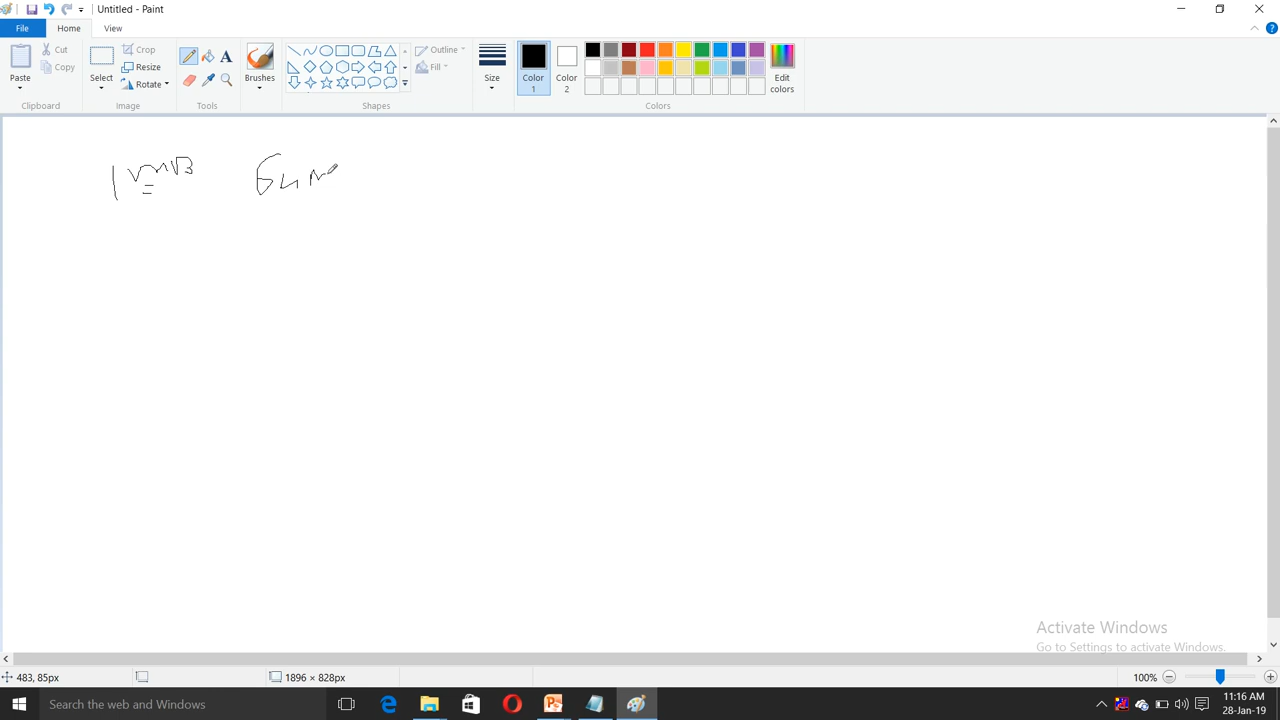 Untitled - Paint
File Home View
Paste Cut Copy Select Crop Resize Rotate Brushes Outline Fill Size Color 1 Color 2 Edit colors
Clipboard Image Tools Shapes Colors
Activate Windows
Go to Settings to activate Windows.
483, 85px 1896 × 828px 100%
Search the web and Windows 11:16 AM
28-Jan-19